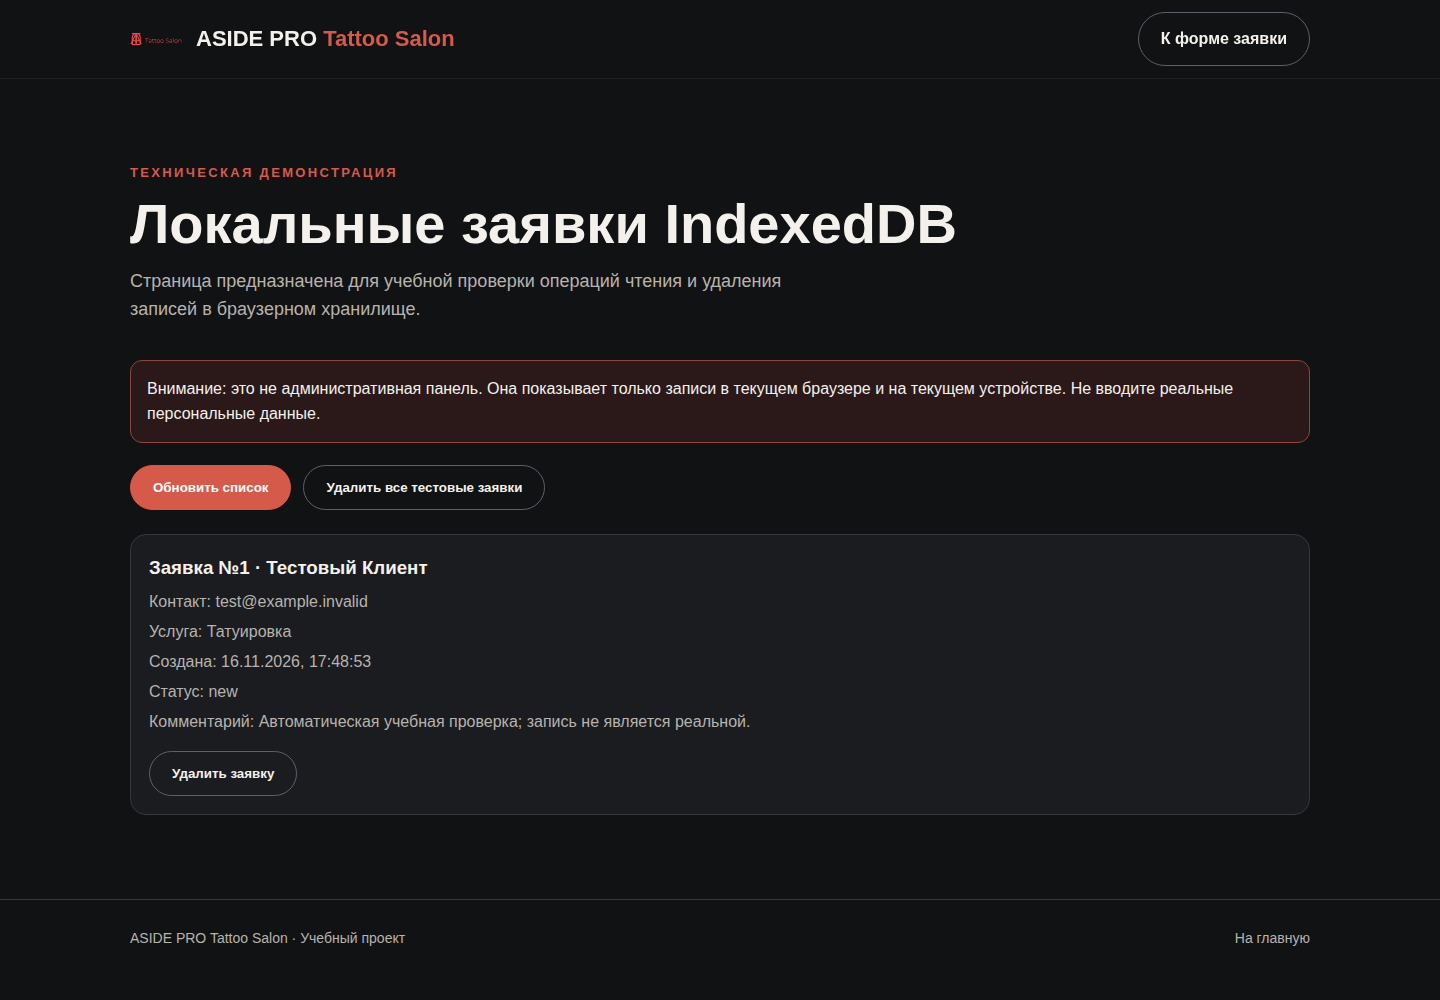 Tattoo Salon
ASIDE PRO Tattoo Salon
К форме заявки
ТЕХНИЧЕСКАЯ ДЕМОНСТРАЦИЯ
Локальные заявки IndexedDB
Страница предназначена для учебной проверки операций чтения и удаления
записей в браузерном хранилище.
Внимание: это не административная панель. Она показывает только записи в текущем браузере и на текущем устройстве. Не вводите реальные
персональные данные.
Обновить список
Удалить все тестовые заявки
Заявка №1 · Тестовый Клиент
Контакт: test@example.invalid
Услуга: Татуировка
Создана: 16.11.2026, 17:48:53
Статус: new
Комментарий: Автоматическая учебная проверка; запись не является реальной.
Удалить заявку
ASIDE PRO Tattoo Salon · Учебный проект
На главную